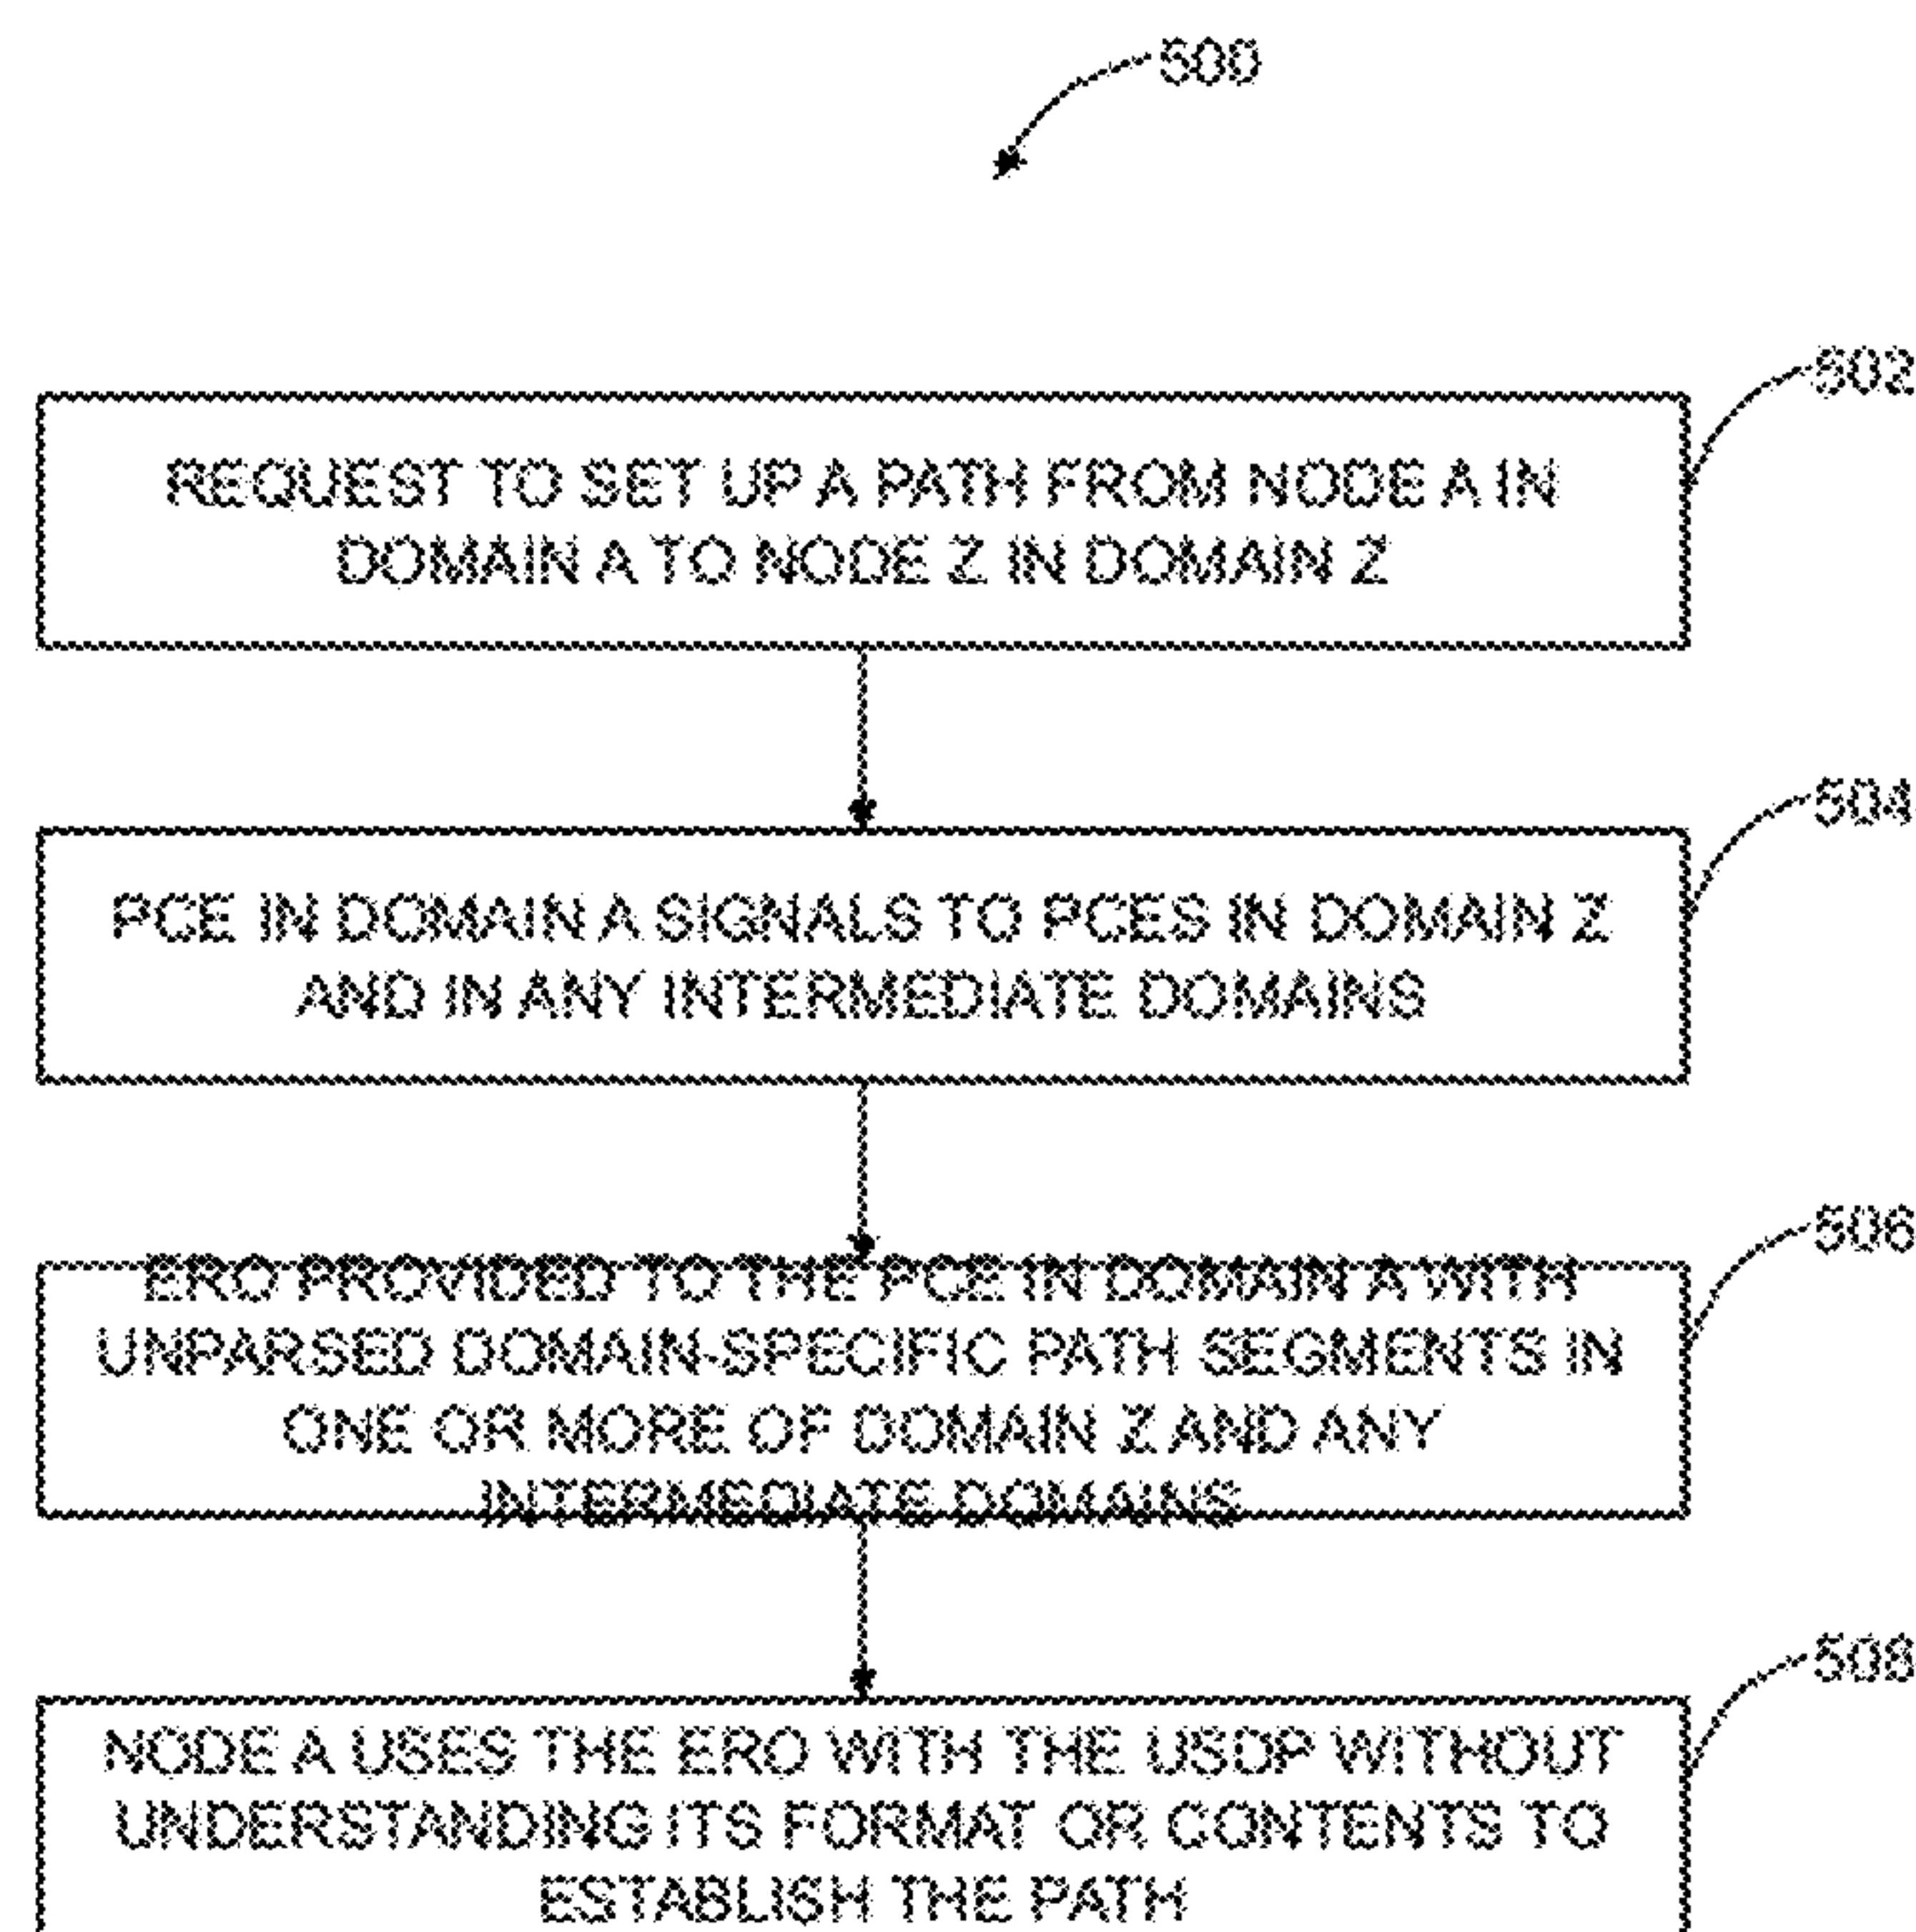 500
502
REQUEST TO SET UP A PATH FROM NODE A IN
DOMAIN A TO NODE Z IN DOMAIN Z
504
PCE IN DOMAIN A SIGNALS TO PCES IN DOMAIN Z
AND IN ANY INTERMEDIATE DOMAINS
506
ERO PROVIDED TO THE PCE IN DOMAIN A WITH
UNPARSED DOMAIN-SPECIFIC PATH SEGMENTS IN
ONE OR MORE OF DOMAIN Z AND ANY
INTERMEDIATE DOMAINS
508
NODE A USES THE ERO WITH THE USDP WITHOUT
UNDERSTANDING ITS FORMAT OR CONTENTS TO
ESTABLISH THE PATH